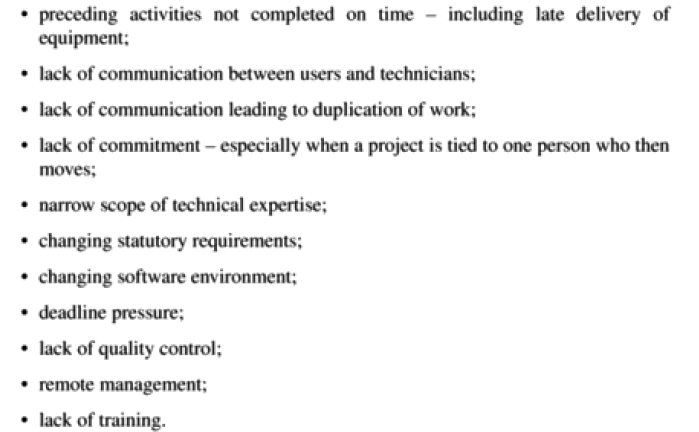 • preceding activities not completed on time – including late delivery of
equipment;
• lack of communication between users and technicians;
• lack of communication leading to duplication of work;
• lack of commitment – especially when a project is tied to one person who then
moves;
• narrow scope of technical expertise;
• changing statutory requirements;
• changing software environment;
• deadline pressure;
• lack of quality control;
• remote management;
• lack of training.